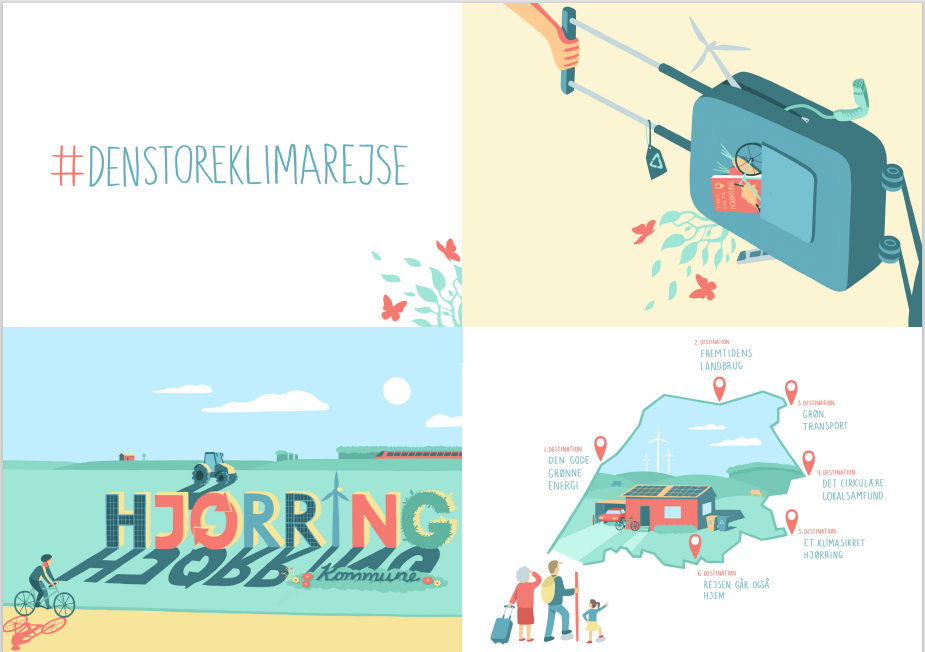 #DENSTOREKLIMAREJSE
HJØRRING
HJØRRING
Kommune
2. DESTINATION
FREMTIDENS
LANDBRUG
3. DESTINATION
GRØN
TRANSPORT
1. DESTINATION
DEN GODE
GRØNNE
ENERGI
4. DESTINATION
DET CIRKULÆRE
LOKALSAMFUND
5. DESTINATION
ET KLIMASIKRET
HJØRRING
6. DESTINATION
REJSEN GÅR OGSÅ
HJEM